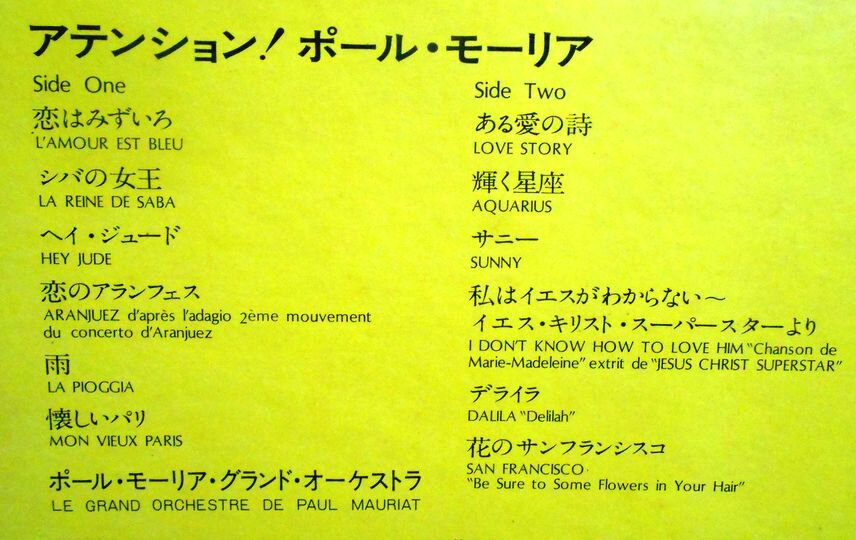 アテンション! ポール・モーリア
Side One
恋はみずいろ
L'AMOUR EST BLEU
シバの女王
LA REINE DE SABA
ヘイ・ジュード
HEY JUDE
恋のアランフェス
ARANJUEZ d'après l'adagio 2ème mouvement
du concerto d'Aranjuez
雨
LA PIOGGIA
懐しいパリ
MON VIEUX PARIS
ポール・モーリア・グランド・オーケストラ
LE GRAND ORCHESTRE DE PAUL MAURIAT
Side Two
ある愛の詩
LOVE STORY
輝く星座
AQUARIUS
サニー
SUNNY
私はイエスがわからない〜
イエス・キリスト・スーパースターより
I DON'T KNOW HOW TO LOVE HIM "Chanson de
Marie-Madeleine" extrit de "JESUS CHRIST SUPERSTAR"
デライラ
DALILA "Delilah"
花のサンフランシスコ
SAN FRANCISCO
"Be Sure to Some Flowers in Your Hair"